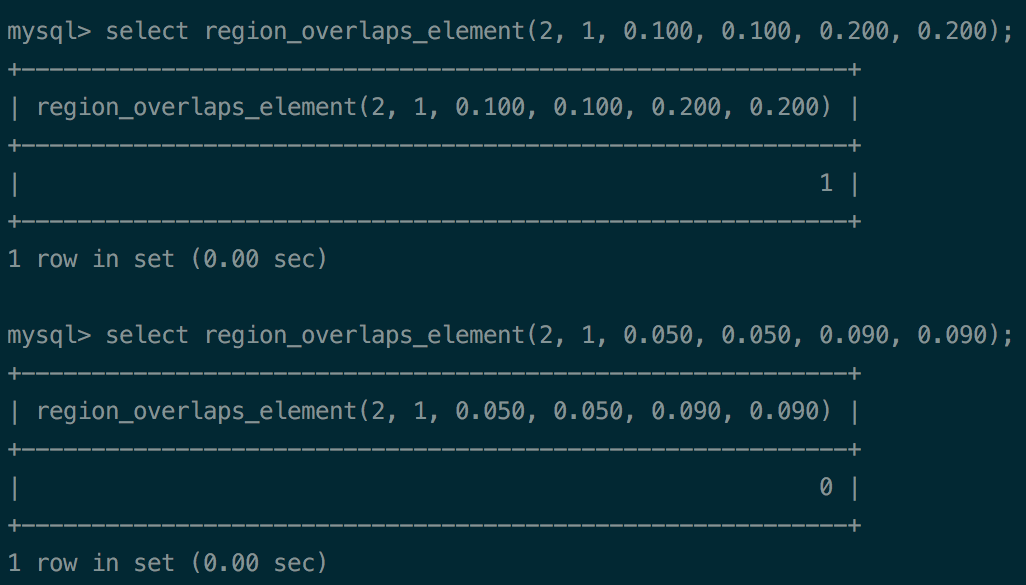 mysql> select region_overlaps_element(2, 1, 0.100, 0.100, 0.200, 0.200);
+------------------------------------------------------------+
| region_overlaps_element(2, 1, 0.100, 0.100, 0.200, 0.200) |
+------------------------------------------------------------+
| 1 |
+------------------------------------------------------------+
1 row in set (0.00 sec)
mysql> select region_overlaps_element(2, 1, 0.050, 0.050, 0.090, 0.090);
+------------------------------------------------------------+
| region_overlaps_element(2, 1, 0.050, 0.050, 0.090, 0.090) |
+------------------------------------------------------------+
| 0 |
+------------------------------------------------------------+
1 row in set (0.00 sec)